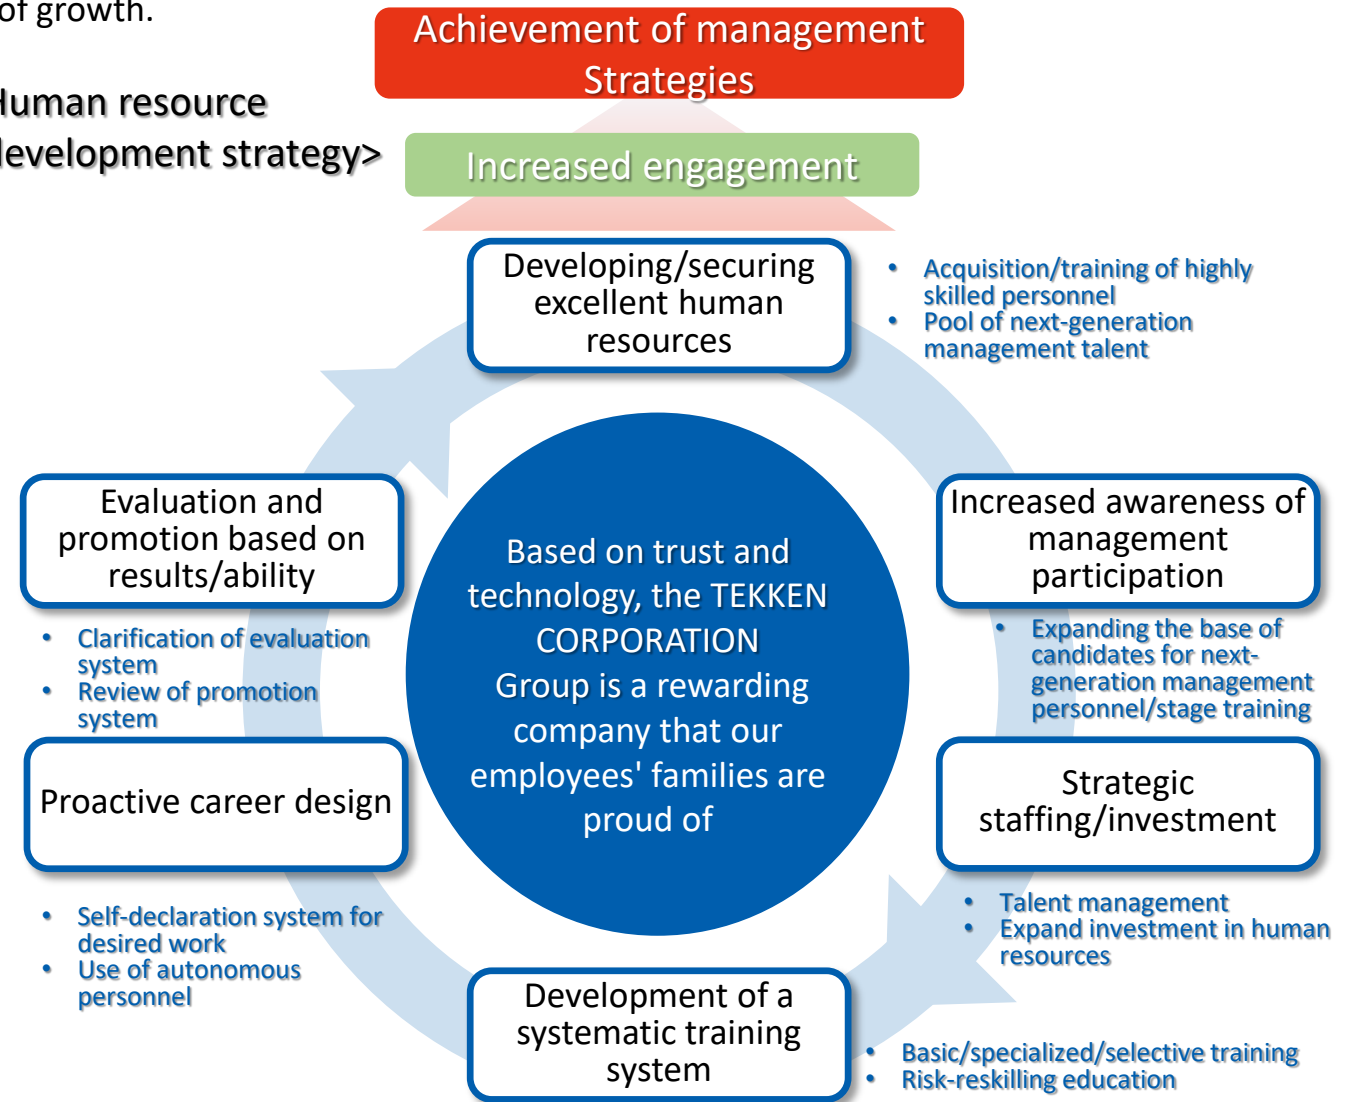 of growth.
Achievement of management
Strategies
Human resource
development strategy>
Increased engagement
Developing/securing
excellent human
resources
• Acquisition/training of highly
skilled personnel
• Pool of next-generation
management talent
Evaluation and
promotion based on
results/ability
• Clarification of evaluation
system
• Review of promotion
system
Increased awareness of
management
participation
• Expanding the base of
candidates for next-
generation management
personnel/stage training
Based on trust and
technology, the TEKKEN
CORPORATION
Group is a rewarding
company that our
employees' families are
proud of
Proactive career design
• Self-declaration system for
desired work
• Use of autonomous
personnel
Strategic
staffing/investment
• Talent management
• Expand investment in human
resources
Development of a
systematic training
system
• Basic/specialized/selective training
• Risk-reskilling education